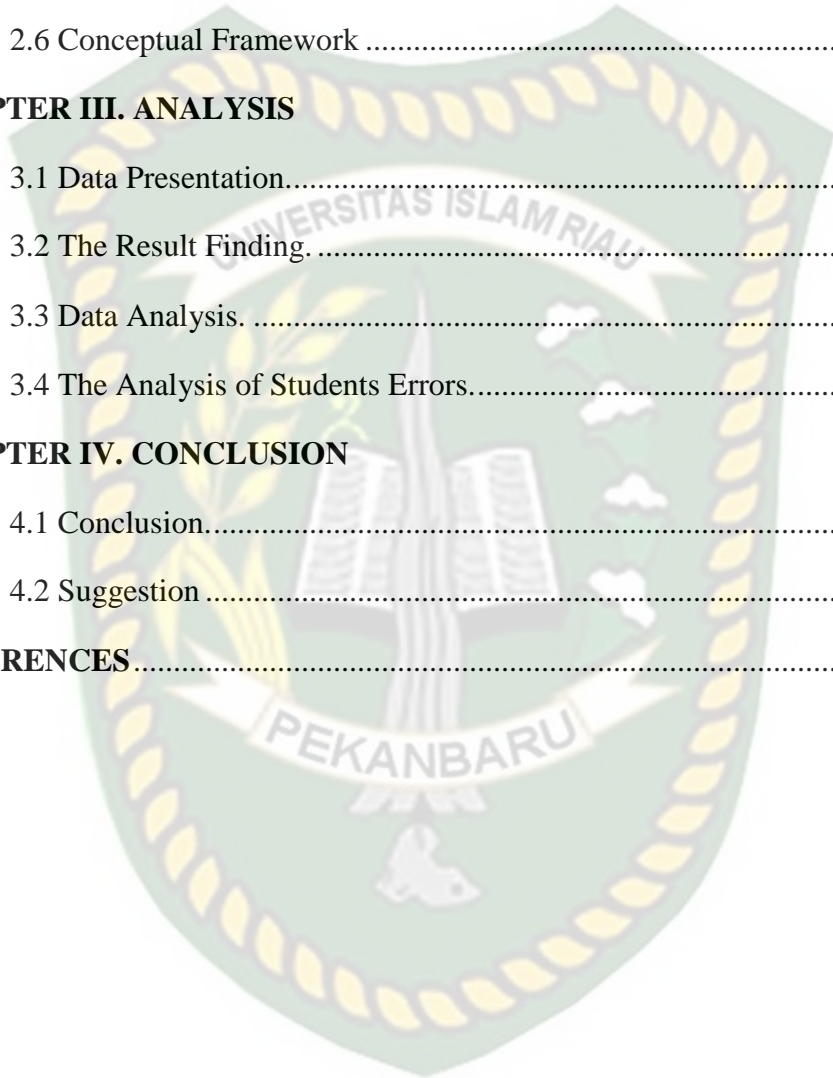 2.6 Conceptual Framework ........................................................................
PTER III. ANALYSIS
3.1 Data Presentation....................................................................................
UNIVERSITAS ISLAM RIAU
3.2 The Result Finding. ................................................................................
3.3 Data Analysis. .........................................................................................
3.4 The Analysis of Students Errors..............................................................
PTER IV. CONCLUSION
4.1 Conclusion...............................................................................................
4.2 Suggestion ...............................................................................................
RENCES..........................................................................................................
PEKANBARU